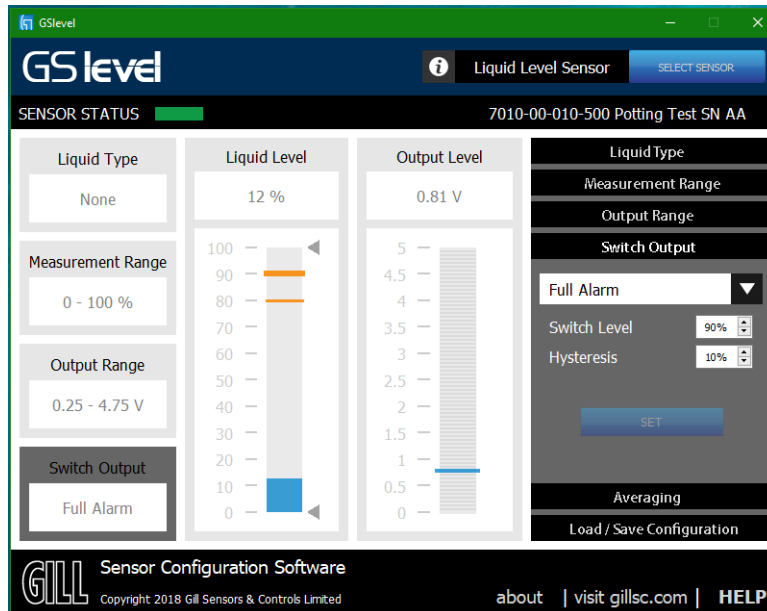 GSlevel
GSlevel
i
Liquid Level Sensor
SELECT SENSOR
SENSOR STATUS
7010-00-010-500 Potting Test SN AA
Liquid Type
None
Measurement Range
0 - 100 %
Output Range
0.25 - 4.75 V
Switch Output
Full Alarm
Liquid Level
12 %
100
90
80
70
60
50
40
30
20
10
0
Output Level
0.81 V
5
4.5
4
3.5
3
2.5
2
1.5
1
0.5
0
Liquid Type
Measurement Range
Output Range
Switch Output
Full Alarm
Switch Level 90%
Hysteresis 10%
SET
Averaging
Load / Save Configuration
GILL
Sensor Configuration Software
Copyright 2018 Gill Sensors & Controls Limited
about | visit gillsc.com | HELP